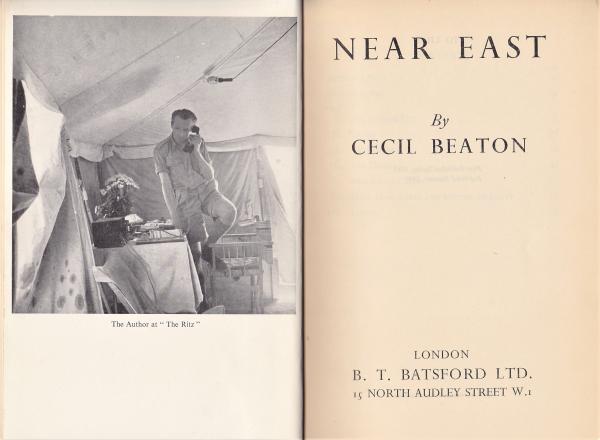 The Author at "The Ritz"
NEAR EAST
By
CECIL BEATON
LONDON
B. T. BATSFORD LTD.
15 NORTH AUDLEY STREET W.1